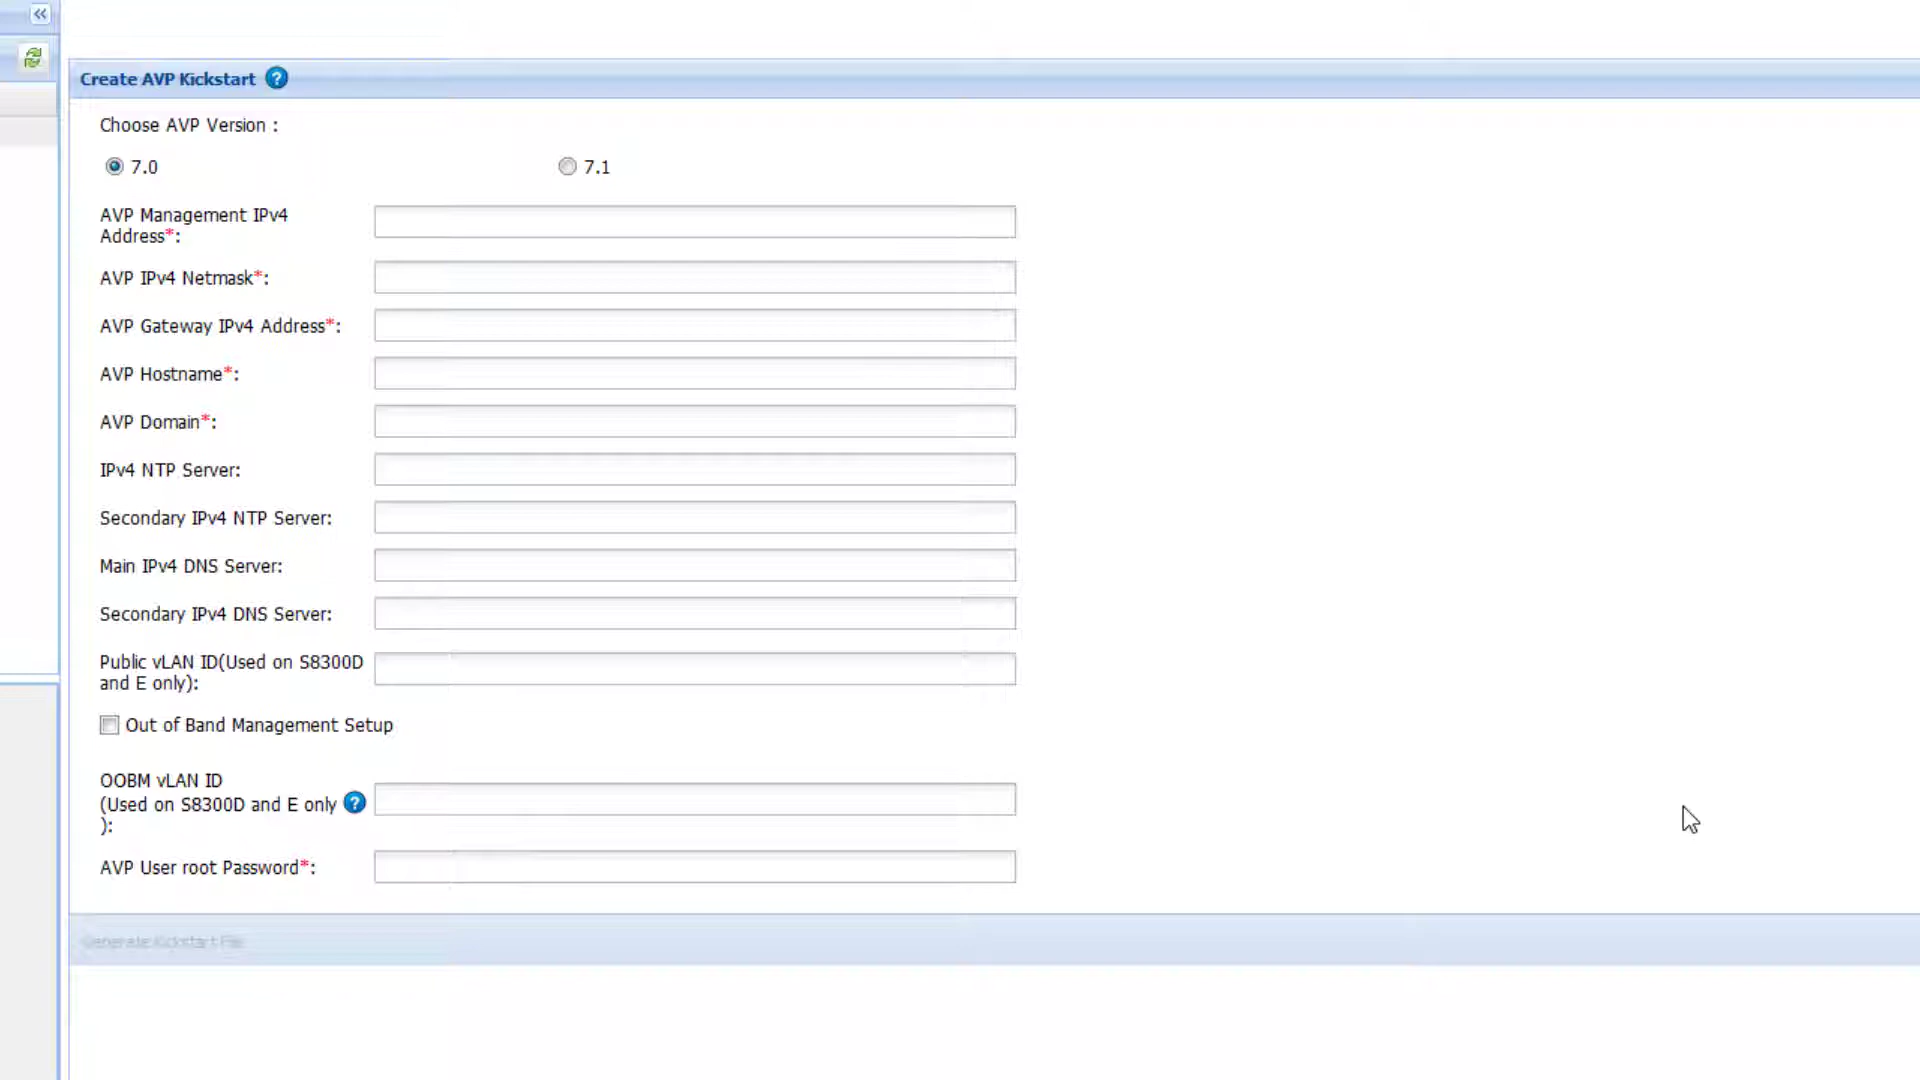 Create AVP Kickstart ?
Choose AVP Version :
7.0 7.1
AVP Management IPv4
Address*:
AVP IPv4 Netmask*:
AVP Gateway IPv4 Address*:
AVP Hostname*:
AVP Domain*:
IPv4 NTP Server:
Secondary IPv4 NTP Server:
Main IPv4 DNS Server:
Secondary IPv4 DNS Server:
Public vLAN ID(Used on S8300D
and E only):
Out of Band Management Setup
OOBM vLAN ID
(Used on S8300D and E only ?
):
AVP User root Password*:
Generate Kickstart File